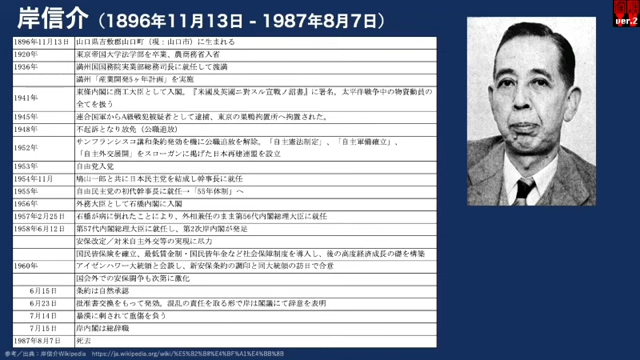 岸信介（1896年11月13日 - 1987年8月7日）
ver.2
1896年11月13日 山口県吉敷郡山口町（現：山口市）に生まれる
1920年 東京帝国大学法学部を卒業、農商務省入省
1936年 満州国国務院実業部総務司長に就任して渡満
満州「産業開発5ヶ年計画」を実施
1941年 東條内閣に商工大臣として入閣。『米國及英國ニ對スル宣戰ノ詔書』に署名、太平洋戦争中の物資動員の
全てを扱う
1945年 連合国軍からA級戦犯被疑者として逮捕、東京の巣鴨拘置所へ拘置された。
1948年 不起訴となり放免（公職追放）
1952年 サンフランシスコ講和条約発効を機に公職追放を解除。「自主憲法制定」、「自主軍備確立」、
「自主外交展開」をスローガンに掲げた日本再建連盟を設立
1953年 自由党入党
1954年11月 鳩山一郎と共に日本民主党を結成し幹事長に就任
1955年 自由民主党の初代幹事長に就任→「55年体制」へ
1956年 外務大臣として石橋内閣に入閣
1957年2月25日 石橋が病に倒れたことにより、外相兼任のまま第56代内閣総理大臣に就任
1958年6月12日 第57代内閣総理大臣に就任し、第2次岸内閣が発足
安保改定/対米自主外交等の実現に尽力
国民皆保険を確立、最低賃金制・国民皆年金など社会保障制度を導入し、後の高度経済成長の礎を構築
1960年 アイゼンハワー大統領と会談し、新安保条約の調印と同大統領の訪日で合意
国会外での安保闘争も次第に激化
6月15日 条約は自然承認
6月23日 批准書交換をもって発効。混乱の責任を取る形で岸は閣議にて辞意を表明
7月14日 暴漢に刺されて重傷を負う
7月15日 岸内閣は総辞職
1987年8月7日 死去
参考／出典：岸信介Wikipedia https://ja.wikipedia.org/wiki/%E5%B2%B8%E4%BF%A1%E4%BB%8B